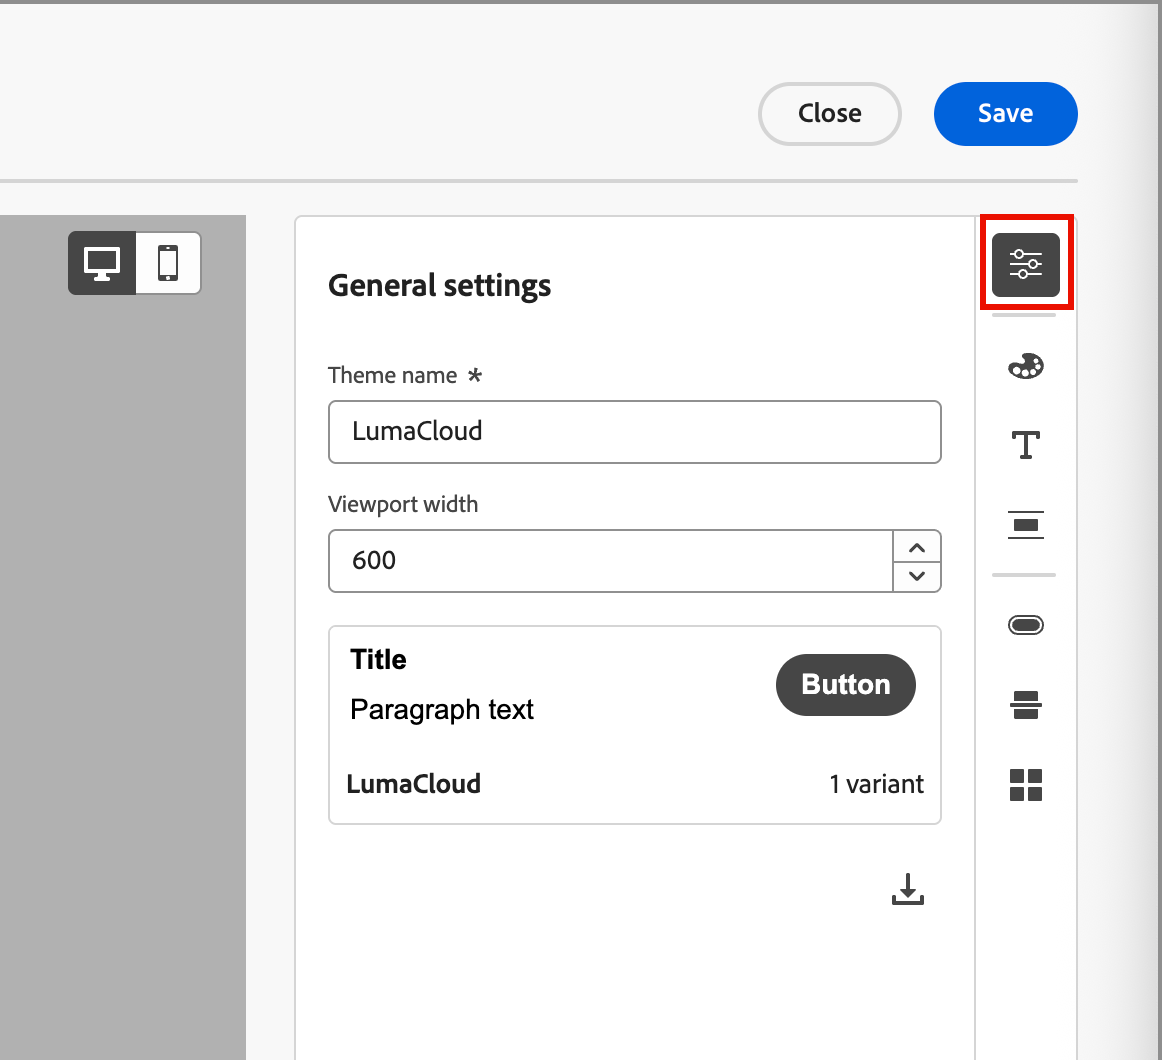 Close
Save
General settings
Theme name *
LumaCloud
Viewport width
600
Title
Button
Paragraph text
LumaCloud
1 variant